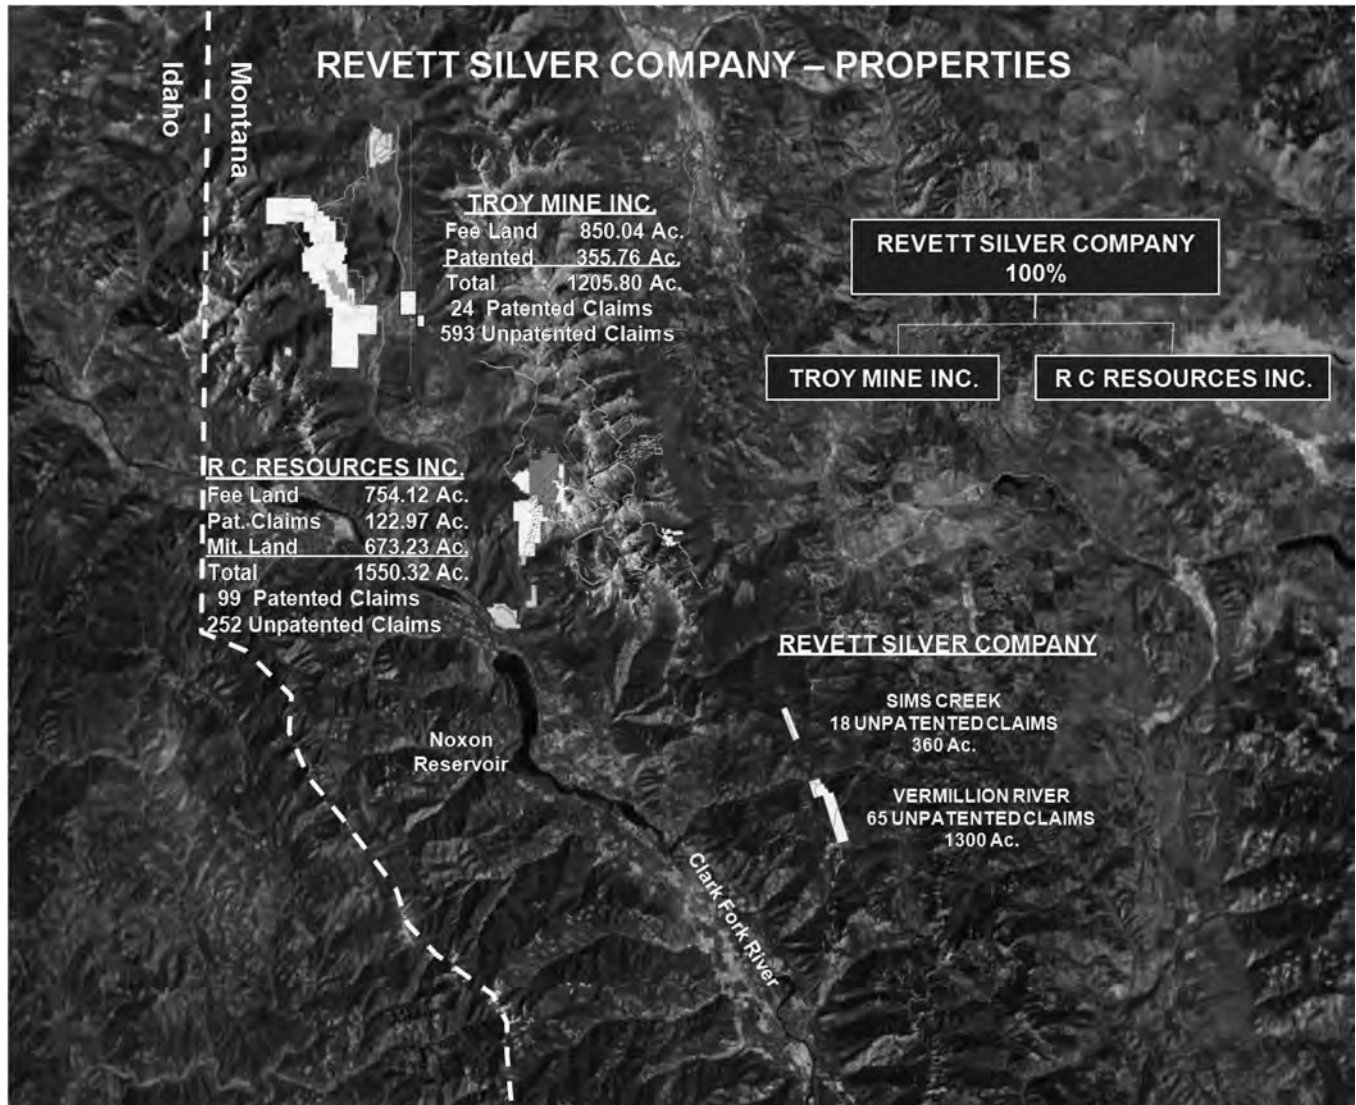 REVETT SILVER COMPANY – PROPERTIES
Idaho
Montana
TROY MINE INC.
Fee Land 850.04 Ac.
Patented 355.76 Ac.
Total 1205.80 Ac.
24 Patented Claims
593 Unpatented Claims
REVETT SILVER COMPANY
100%
TROY MINE INC.
R C RESOURCES INC.
R C RESOURCES INC.
Fee Land 754.12 Ac.
Pat. Claims 122.97 Ac.
Mit. Land 673.23 Ac.
Total 1550.32 Ac.
99 Patented Claims
252 Unpatented Claims
REVETT SILVER COMPANY
SIMS CREEK
18 UNPATENTED CLAIMS
360 Ac.
Noxon
Reservoir
VERMILLION RIVER
65 UNPATENTED CLAIMS
1300 Ac.
Clark Fork River